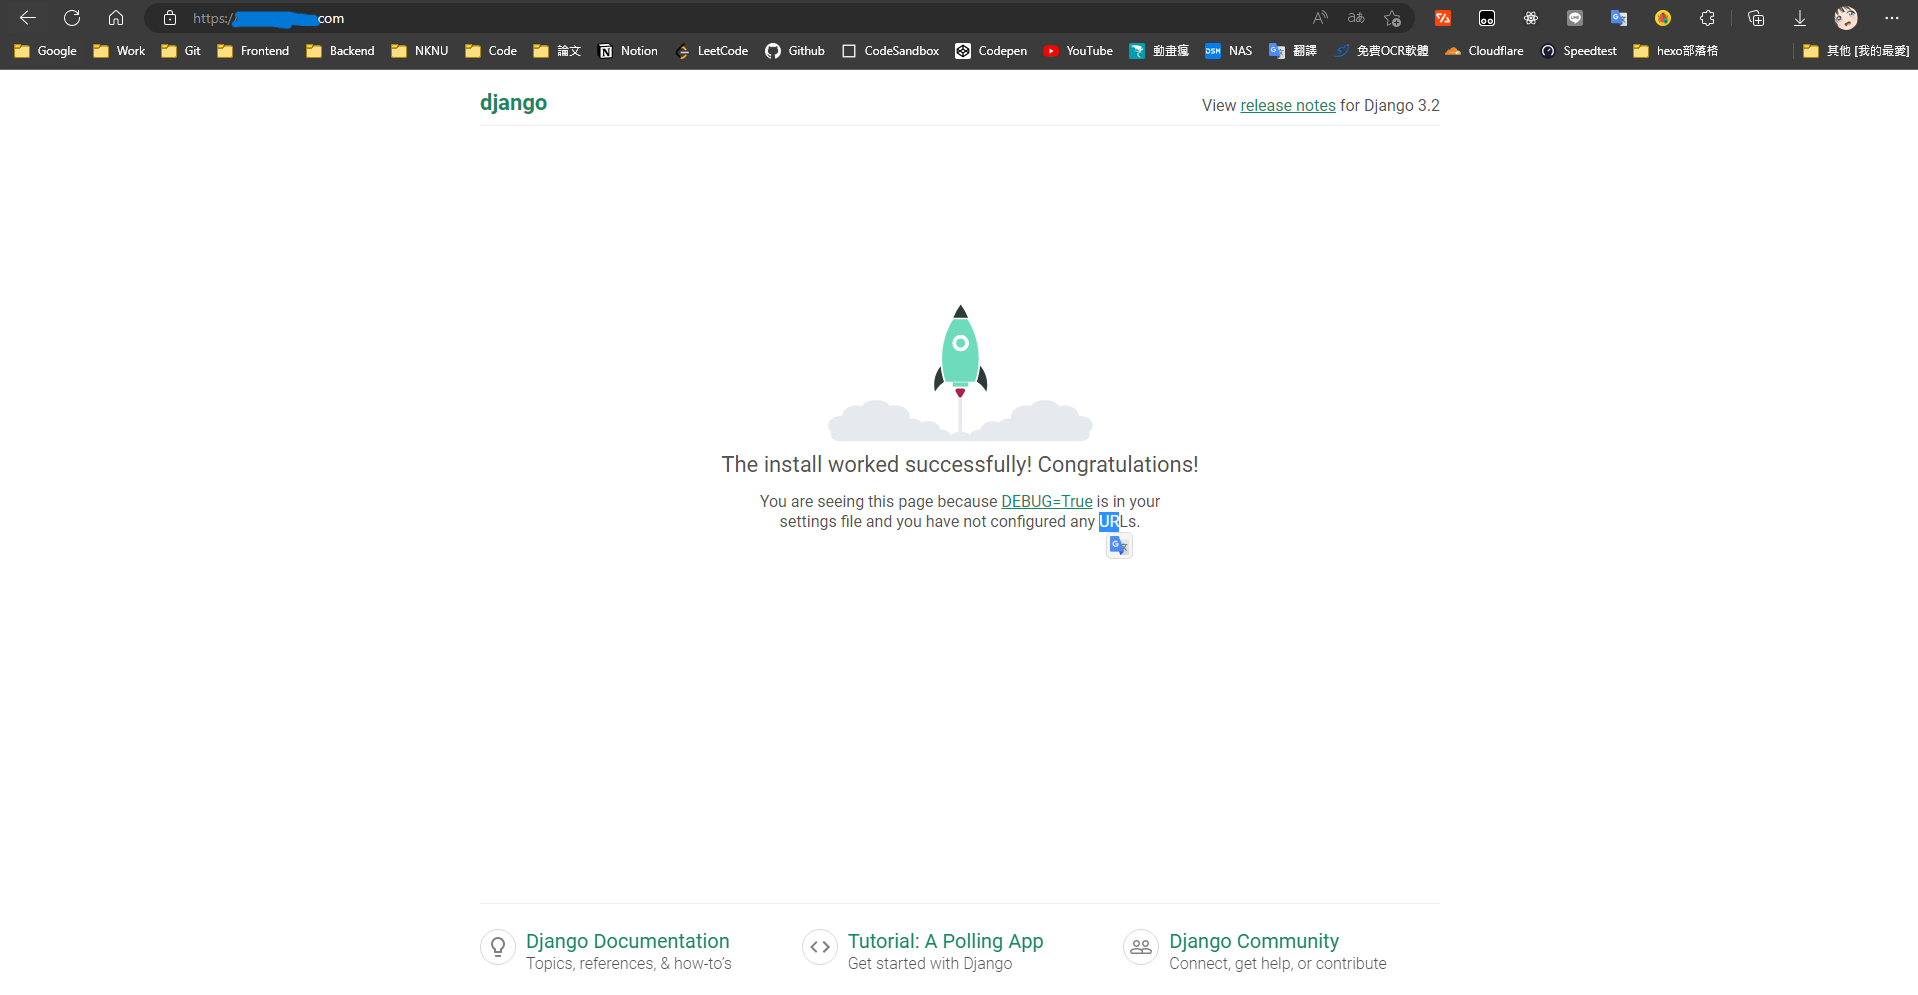 https:// com
Google Work Git Frontend Backend NKNU Code 論文 Notion LeetCode Github CodeSandbox Codepen YouTube 動畫瘋 DSM NAS 翻譯 免費OCR軟體 Cloudflare Speedtest hexo部落格 其他 [我的最愛]
django
View release notes for Django 3.2
The install worked successfully! Congratulations!
You are seeing this page because DEBUG=True is in your
settings file and you have not configured any URLs.
Django Documentation
Topics, references, & how-to’s
Tutorial: A Polling App
Get started with Django
Django Community
Connect, get help, or contribute